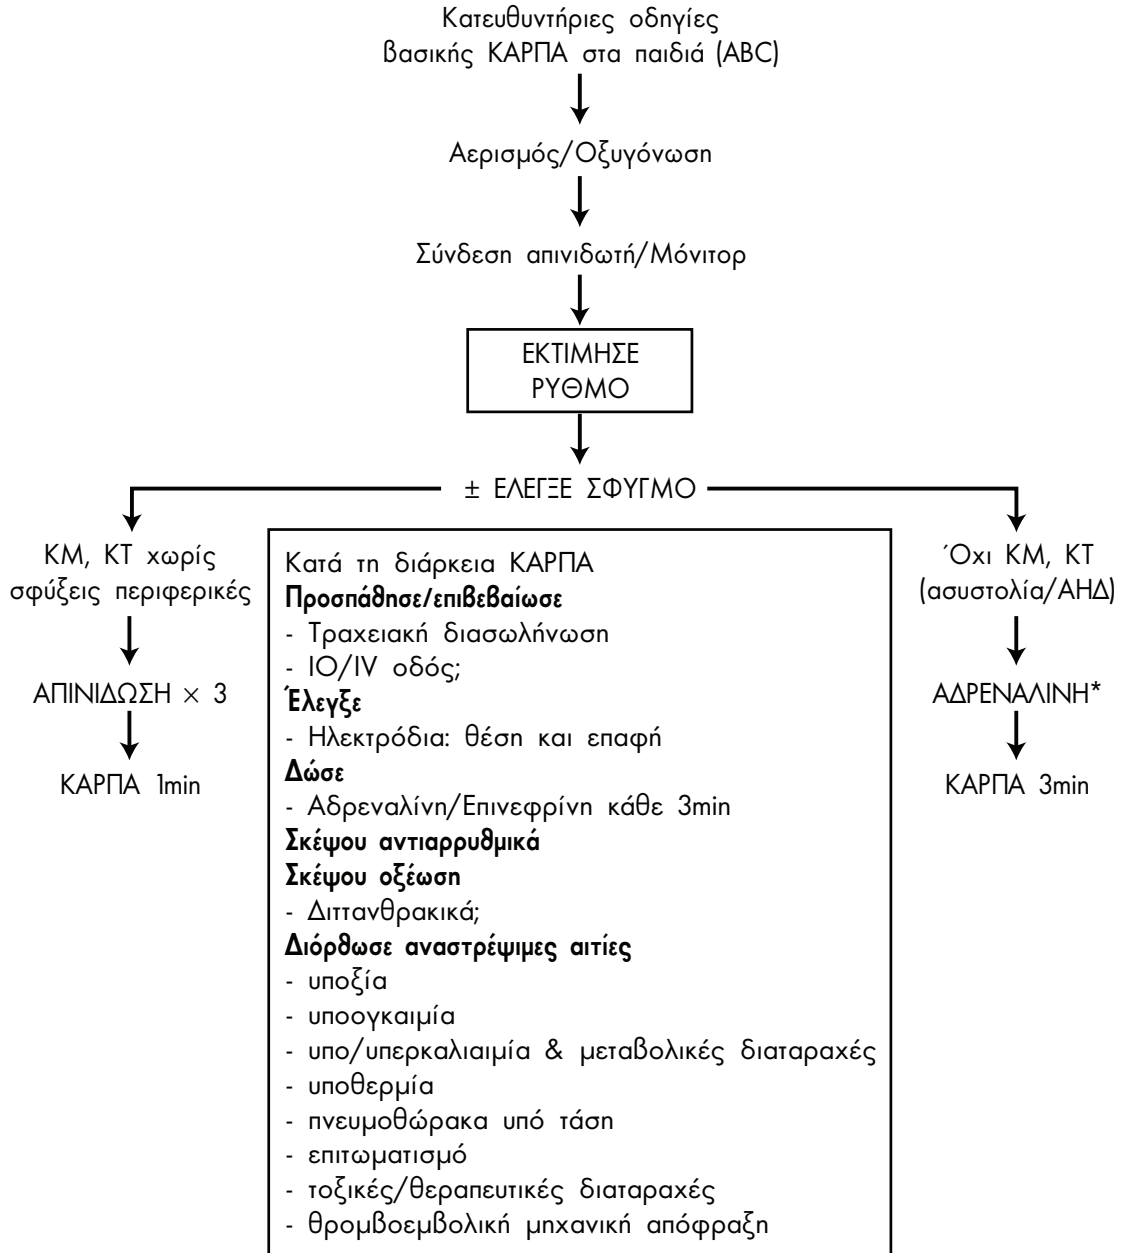 Κατευθυντήριες οδηγίες
βασικής ΚΑΡΠΑ στα παιδιά (ABC)
Αερισμός/Οξυγόνωση
Σύνδεση απινιδωτή/Μόνιτορ
ΕΚΤΙΜΗΣΕ
ΡΥΘΜΟ
± ΕΛΕΓΞΕ ΣΦΥΓΜΟ
ΚΜ, ΚΤ χωρίς
σφύξεις περιφερικές
ΑΠΙΝΙΔΩΣΗ × 3
ΚΑΡΠΑ 1min
Κατά τη διάρκεια ΚΑΡΠΑ
Προσπάθησε/επιβεβαίωσε
- Τραχειακή διασωλήνωση
- IO/IV οδός;
Έλεγξε
- Ηλεκτρόδια: θέση και επαφή
Δώσε
- Αδρεναλίνη/Επινεφρίνη κάθε 3min
Σκέψου αντιαρρυθμικά
Σκέψου οξέωση
- Διττανθρακικά;
Διόρθωσε αναστρέψιμες αιτίες
- υποξία
- υποογκαιμία
- υπο/υπερκαλιαιμία & μεταβολικές διαταραχές
- υποθερμία
- πνευμοθώρακα υπό τάση
- επιτωματισμό
- τοξικές/θεραπευτικές διαταραχές
- θρομβοεμβολική μηχανική απόφραξη
Όχι ΚΜ, ΚΤ
(ασυστολία/ΑΗΔ)
ΑΔΡΕΝΑΛΙΝΗ*
ΚΑΡΠΑ 3min